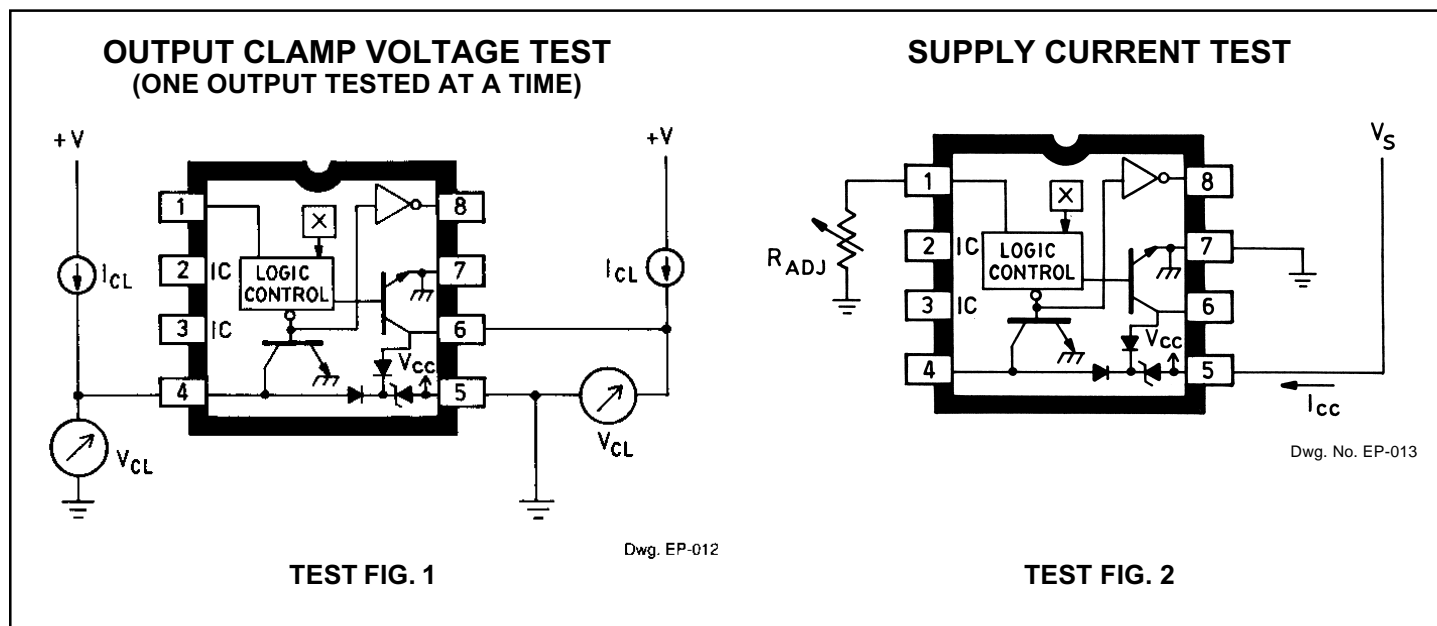 OUTPUT CLAMP VOLTAGE TEST
(ONE OUTPUT TESTED AT A TIME)
+V
+V
1
8
X
2
IC
LOGIC
CONTROL
7
I_CL
I_CL
3
IC
6
V_CC
4
5
V_CL
V_CL
Dwg. EP-012
TEST FIG. 1
SUPPLY CURRENT TEST
V_S
1
8
X
2
IC
LOGIC
CONTROL
7
R_ADJ
3
IC
6
V_CC
4
5
I_CC
Dwg. No. EP-013
TEST FIG. 2